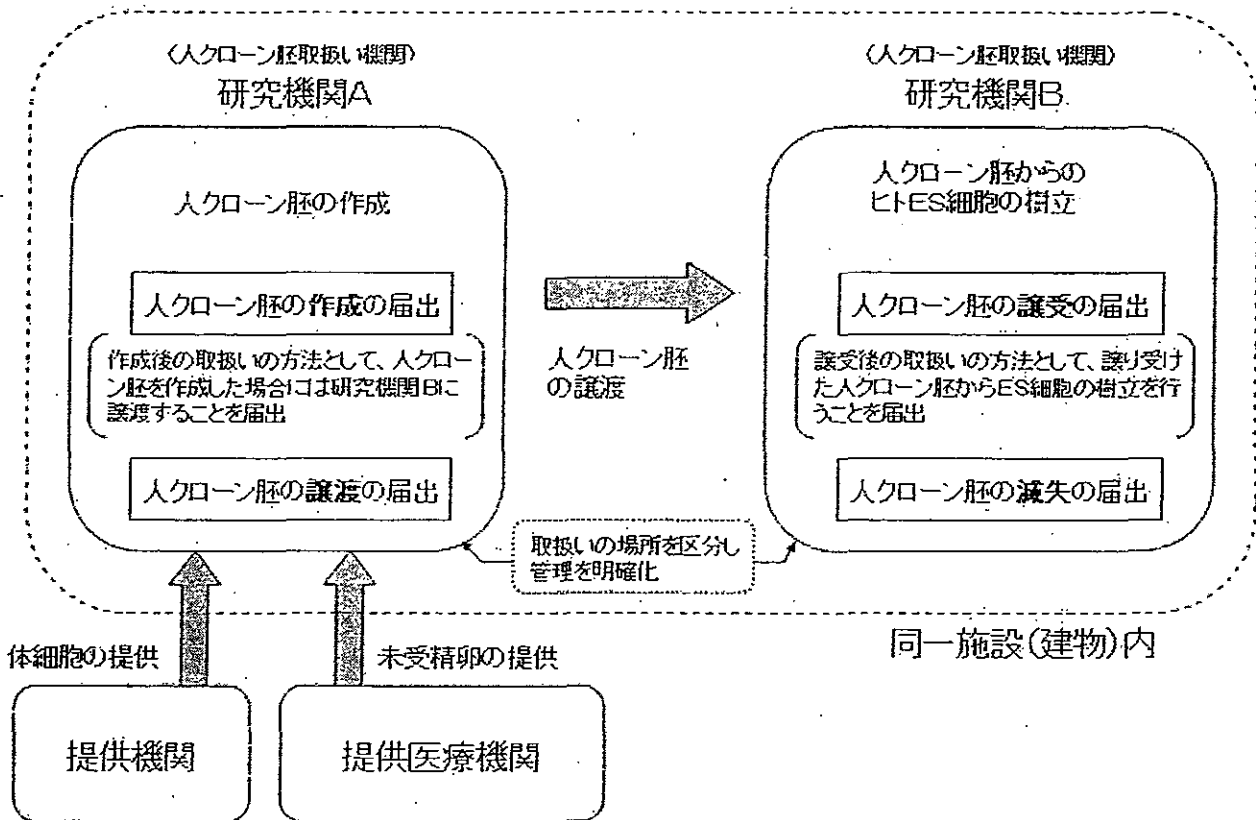 〈人クローン胚取扱い機関〉
研究機関A
人クローン胚の作成
人クローン胚の作成の届出
作成後の取扱いの方法として、人クロー
ン胚を作成した場合には研究機関Bに
譲渡することを届出
人クローン胚の譲渡の届出
人クローン胚
の譲渡
〈人クローン胚取扱い機関〉
研究機関B
人クローン胚からの
ヒトES細胞の樹立
人クローン胚の譲受の届出
譲受後の取扱いの方法として、譲り受け
た人クローン胚からES細胞の樹立を行
うことを届出
人クローン胚の滅失の届出
取扱いの場所を区分し
管理を明確化
同一施設(建物)内
体細胞の提供
未受精卵の提供
提供機関
提供医療機関